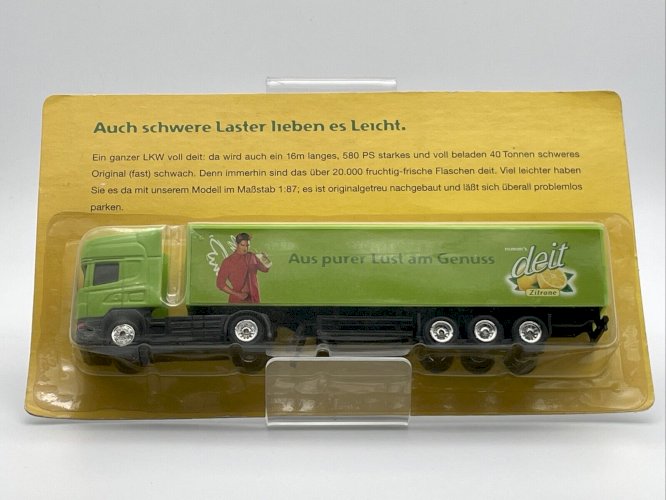 Auch schwere Laster lieben es Leicht.
Ein ganzer LKW voll deit: da wird auch ein 16m langes, 580 PS starkes und voll beladen 40 Tonnen schweres
Original (fast) schwach. Denn immerhin sind das über 20.000 fruchtig-frische Flaschen deit. Viel leichter haben
Sie es da mit unserem Modell im Maßstab 1:87; es ist originalgetreu nachgebaut und läßt sich überall problemlos
parken.
Aus purer Lust am Genuss
deit
Zitrone